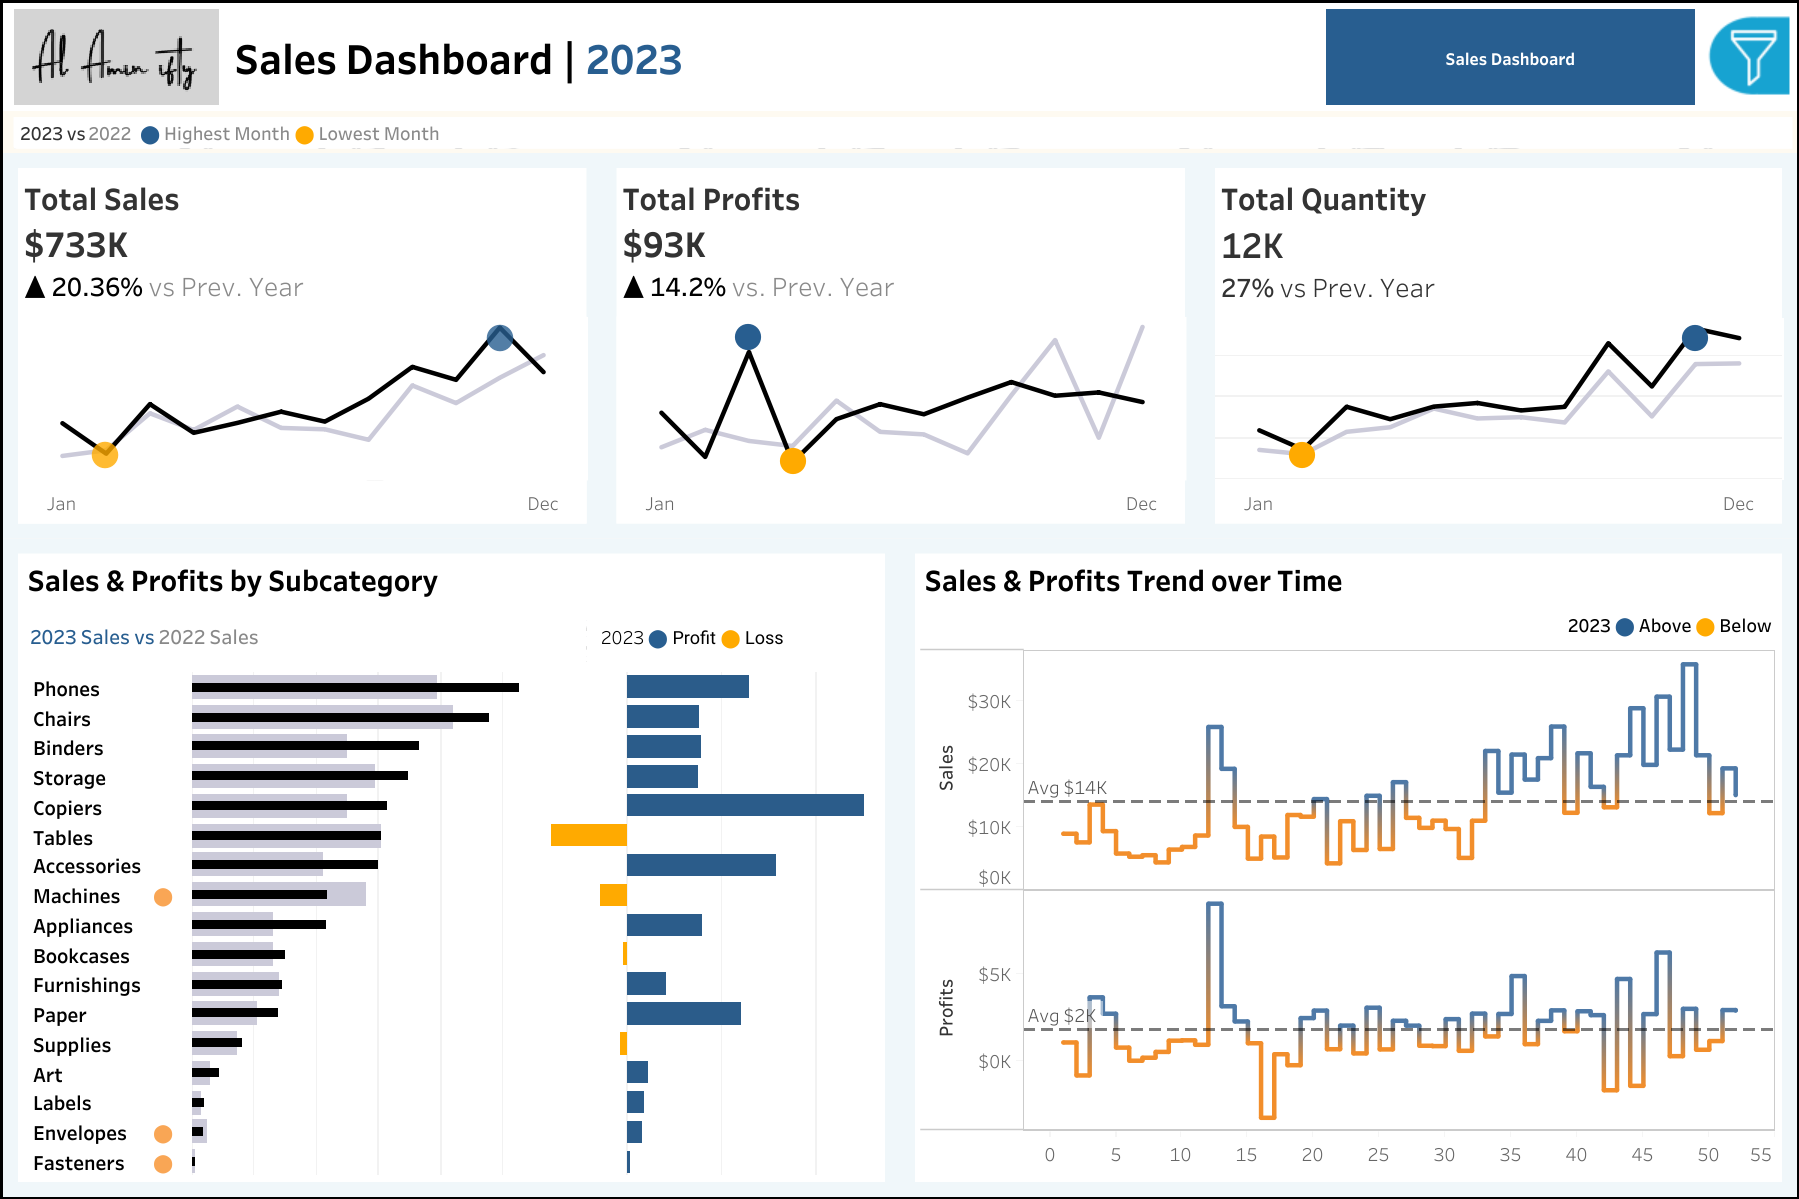 Al Amin ifty
Sales Dashboard | 2023
Sales Dashboard
2023 vs 2022 Highest Month Lowest Month
Total Sales
$733K
▲ 20.36% vs Prev. Year
Jan Dec
Total Profits
$93K
▲ 14.2% vs. Prev. Year
Jan Dec
Total Quantity
12K
27% vs Prev. Year
Jan Dec
Sales & Profits by Subcategory
2023 Sales vs 2022 Sales
2023 Profit Loss
Phones
Chairs
Binders
Storage
Copiers
Tables
Accessories
Machines
Appliances
Bookcases
Furnishings
Paper
Supplies
Art
Labels
Envelopes
Fasteners
Sales & Profits Trend over Time
2023 Above Below
Sales
$30K
$20K
Avg $14K
$10K
$0K
Profits
$5K
Avg $2K
$0K
0 5 10 15 20 25 30 35 40 45 50 55